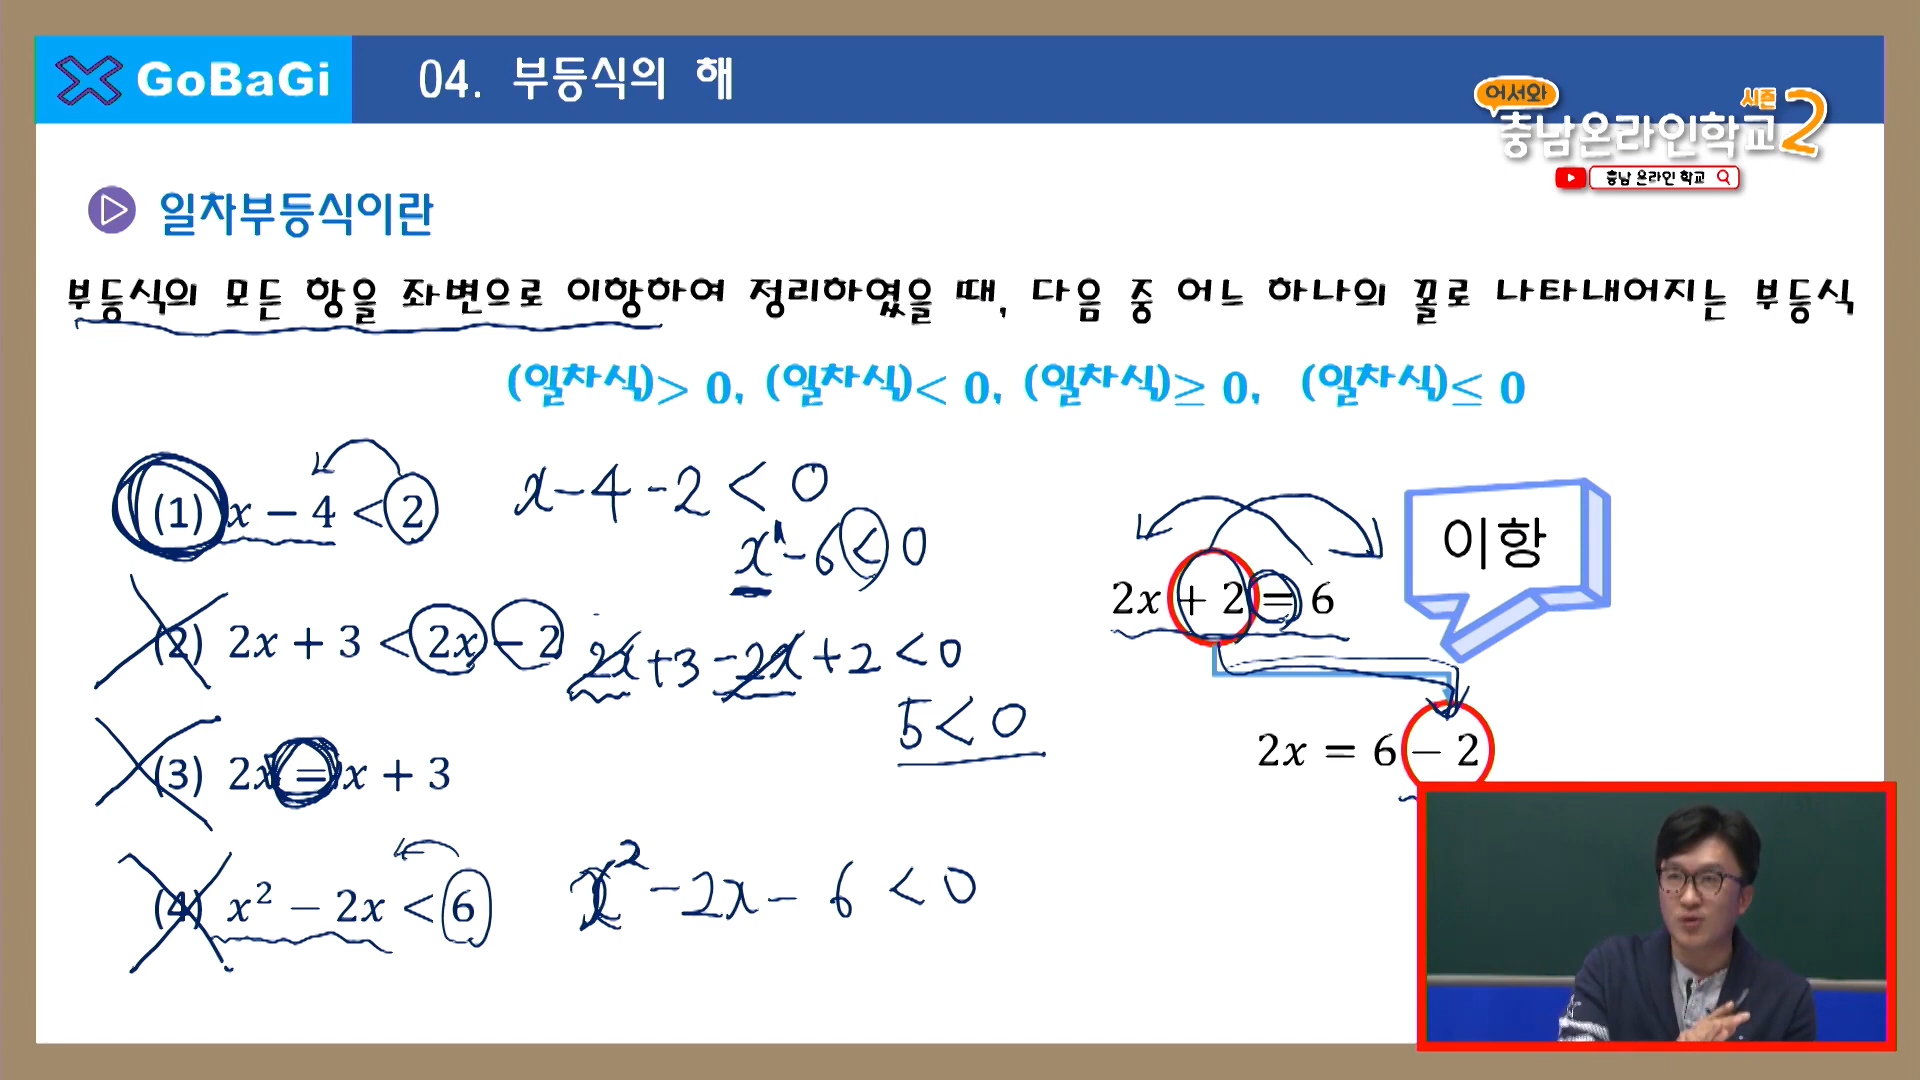 GoBaGi
04. 부등식의 해
어서와
시즌2
충남온라인학교
충남 온라인 학교
일차부등식이란
부등식의 모든 항을 좌변으로 이항하여 정리하였을 때, 다음 중 어느 하나의 꼴로 나타내어지는 부등식
(일차식)> 0, (일차식)< 0, (일차식)≥ 0, (일차식)≤ 0
(1) x − 4 < 2
x-4-2 < 0
x¹-6 < 0
(2) 2x + 3 < 2x − 2
2x+3-2x+2 < 0
5 < 0
(3) 2x = x + 3
(4) x² − 2x < 6
x²-2x-6 < 0
이항
2x + 2 = 6
2x = 6 − 2